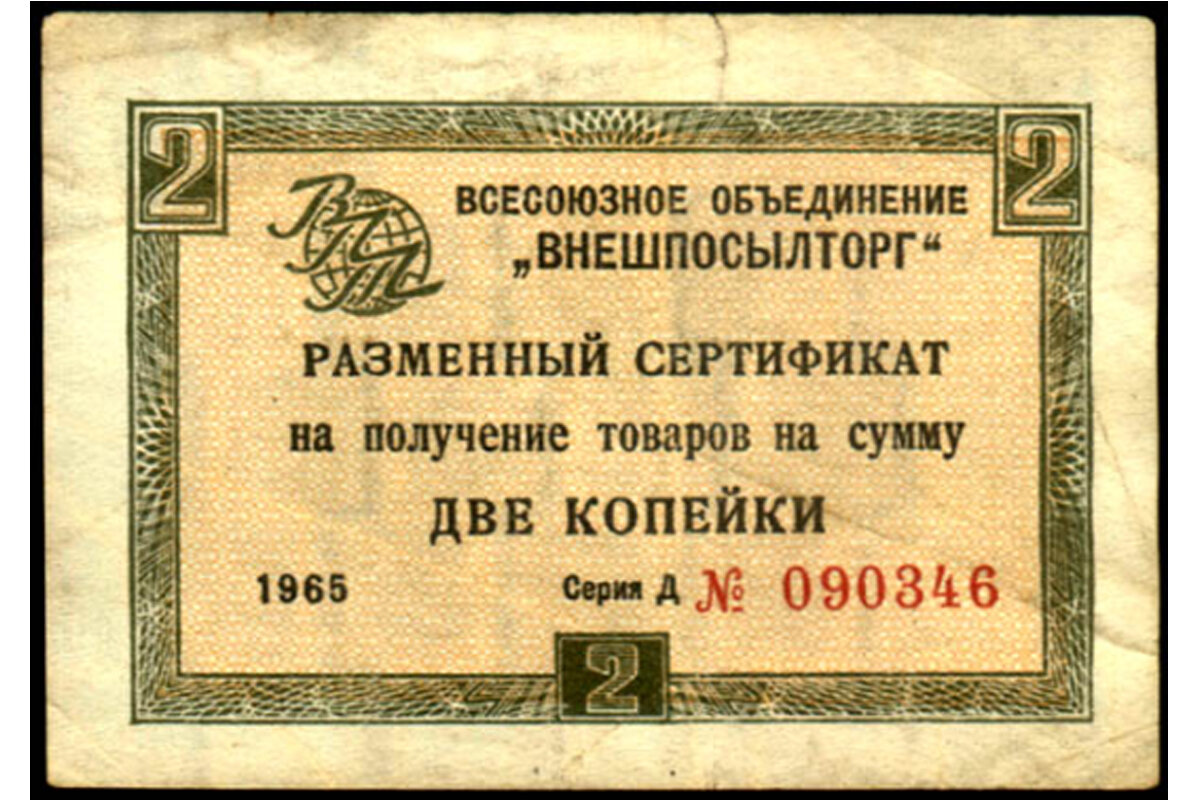 2 2
ВПТ
ВСЕСОЮЗНОЕ ОБЪЕДИНЕНИЕ
„ВНЕШПОСЫЛТОРГ“
РАЗМЕННЫЙ СЕРТИФИКАТ
на получение товаров на сумму
ДВЕ КОПЕЙКИ
1965 Серия Д № 090346
2